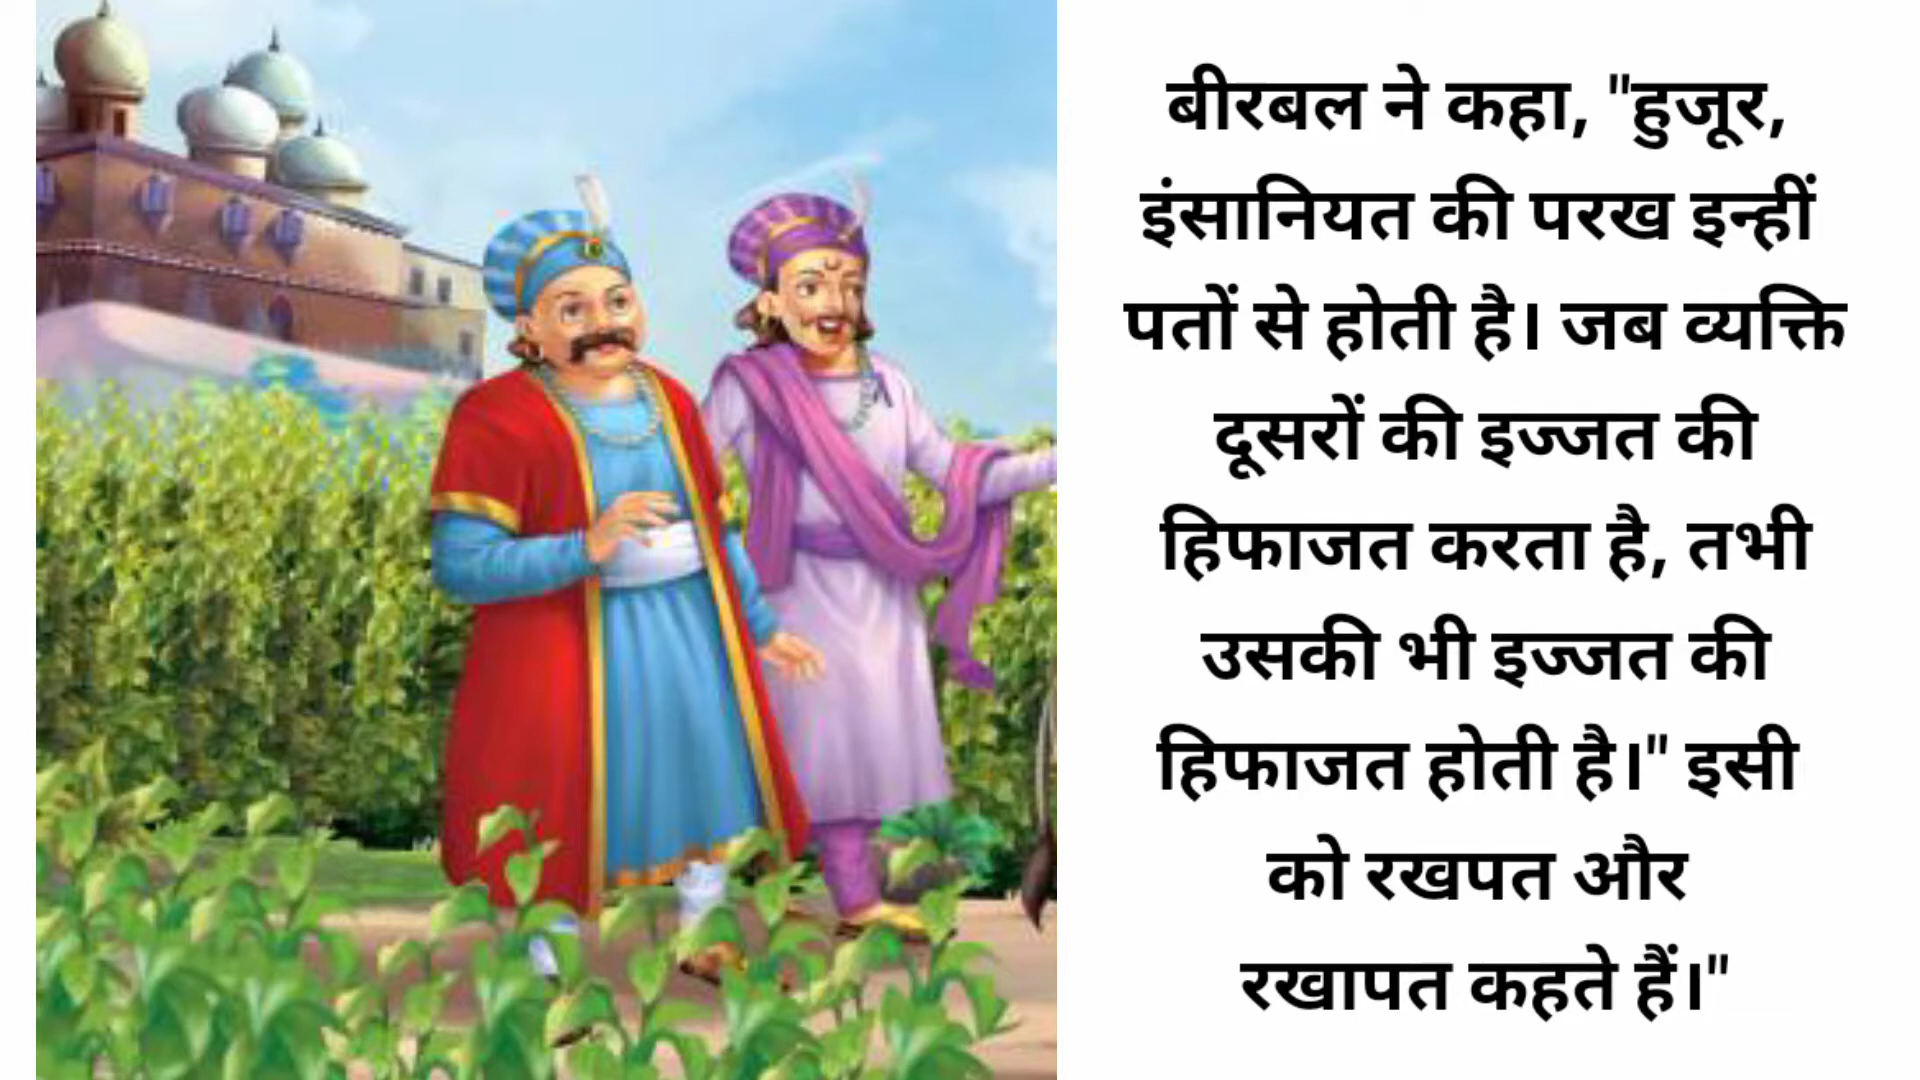 बीरबल ने कहा, "हुजूर,
इंसानियत की परख इन्हीं
पतों से होती है। जब व्यक्ति
दूसरों की इज्जत की
हिफाजत करता है, तभी
उसकी भी इज्जत की
हिफाजत होती है।" इसी
को रखपत और
रखापत कहते हैं।"